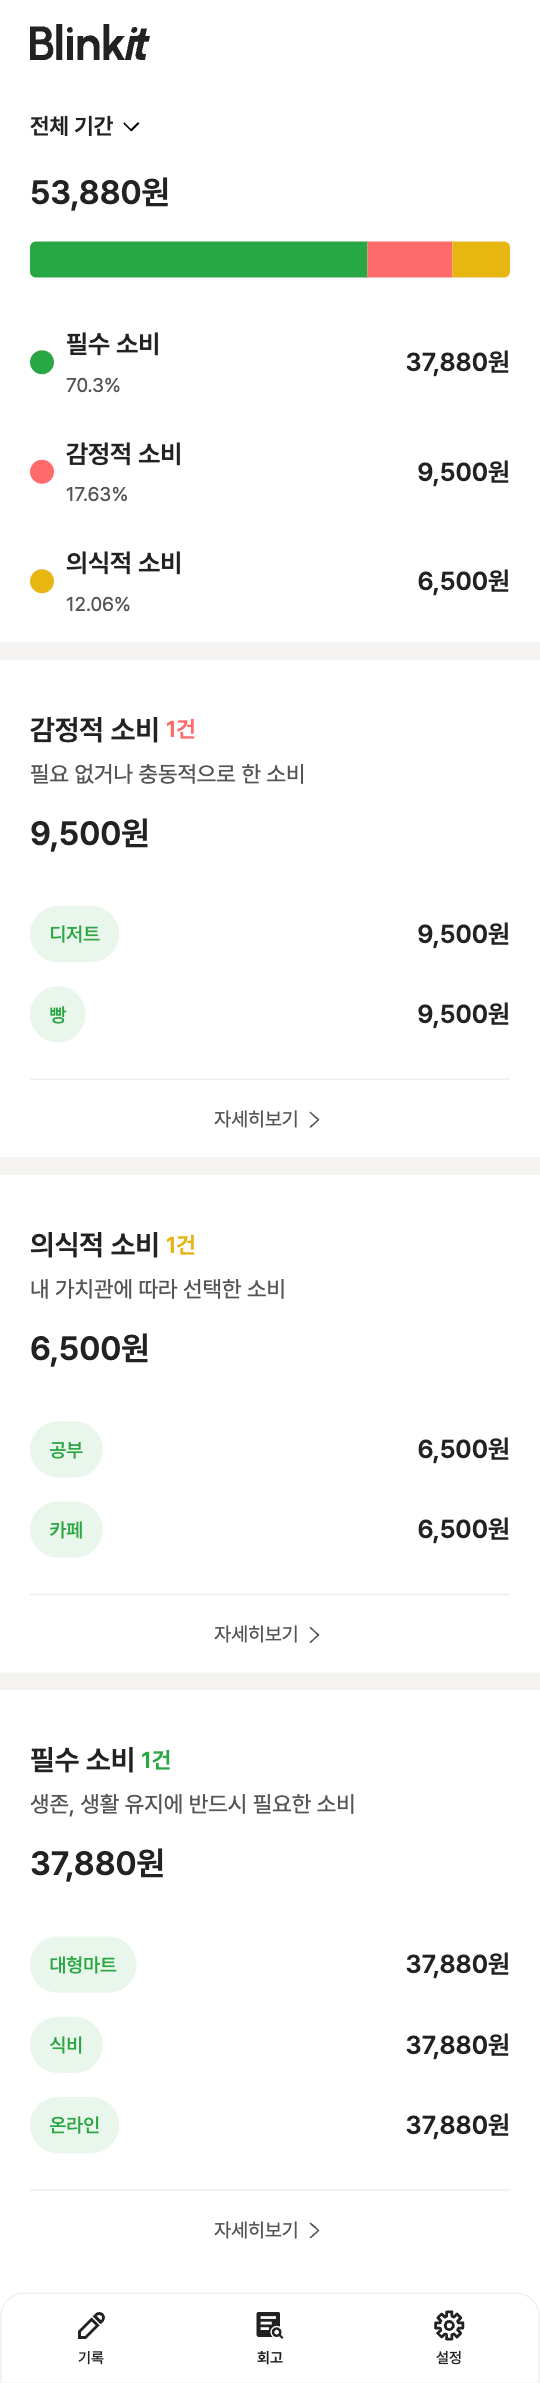 Blinkit
전체 기간
53,880원
필수 소비
70.3%
37,880원
감정적 소비
17.63%
9,500원
의식적 소비
12.06%
6,500원
감정적 소비 1건
필요 없거나 충동적으로 한 소비
9,500원
디저트 9,500원
빵 9,500원
자세히보기
의식적 소비 1건
내 가치관에 따라 선택한 소비
6,500원
공부 6,500원
카페 6,500원
자세히보기
필수 소비 1건
생존, 생활 유지에 반드시 필요한 소비
37,880원
대형마트 37,880원
식비 37,880원
온라인 37,880원
자세히보기
기록 회고 설정